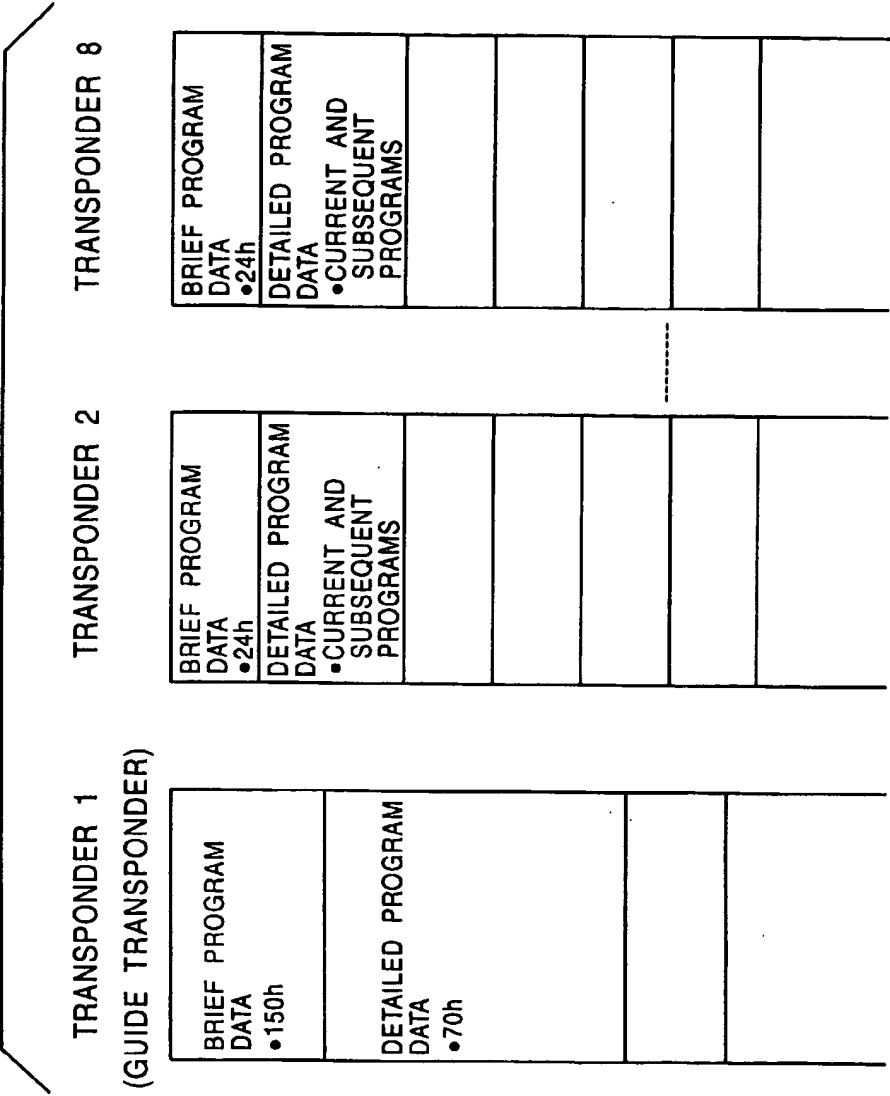 TRANSPONDER 1
(GUIDE TRANSPONDER)
BRIEF PROGRAM
DATA
•150h
DETAILED PROGRAM
DATA
•70h
TRANSPONDER 2
BRIEF PROGRAM
DATA
•24h
DETAILED PROGRAM
DATA
•CURRENT AND
SUBSEQUENT
PROGRAMS
TRANSPONDER 8
BRIEF PROGRAM
DATA
•24h
DETAILED PROGRAM
DATA
•CURRENT AND
SUBSEQUENT
PROGRAMS